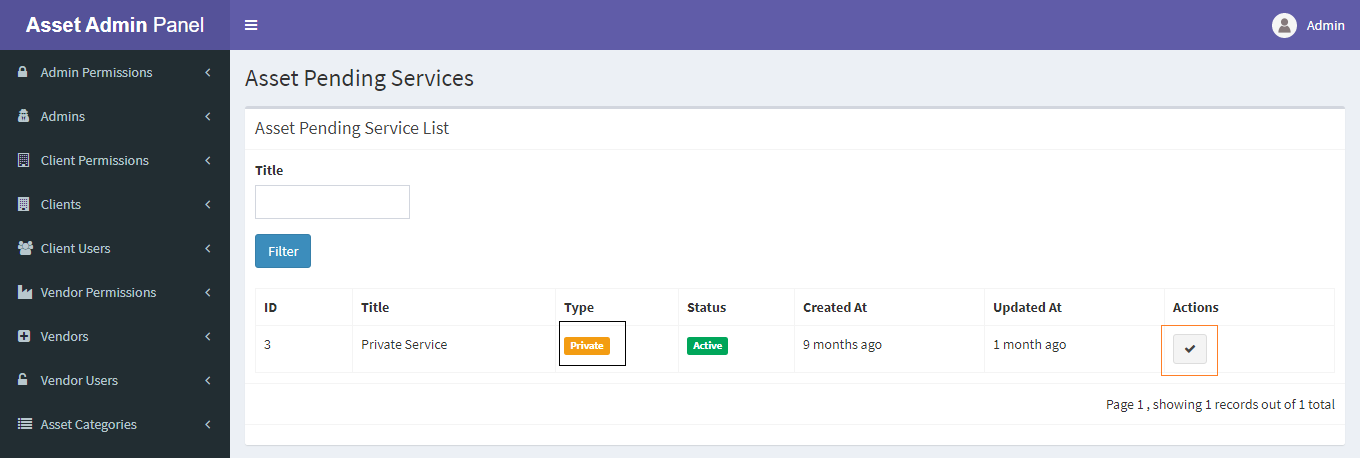 Asset Admin Panel
Admin
Admin Permissions
Admins
Client Permissions
Clients
Client Users
Vendor Permissions
Vendors
Vendor Users
Asset Categories
Asset Pending Services
Asset Pending Service List
Title
Filter
ID Title Type Status Created At Updated At Actions
3 Private Service Private Active 9 months ago 1 month ago
Page 1 , showing 1 records out of 1 total